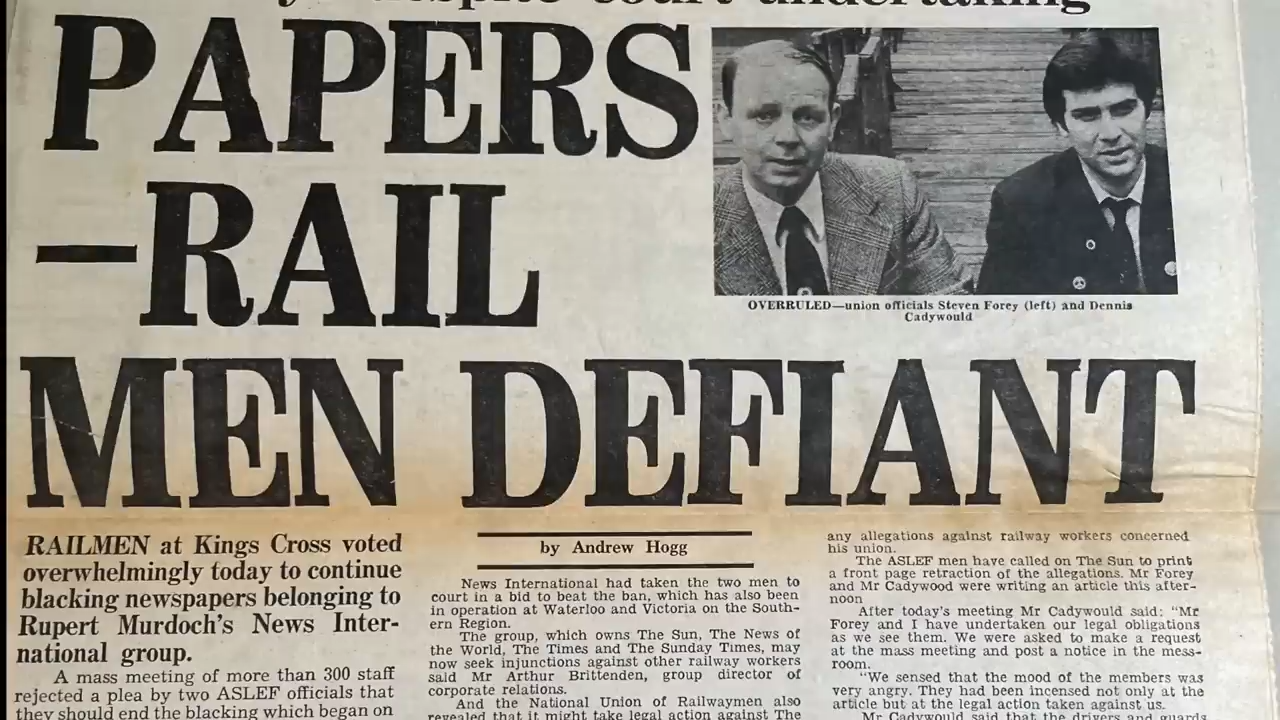 despite court undertaking
PAPERS
—RAIL
MEN DEFIANT
OVERRULED—union officials Steven Forey (left) and Dennis
Cadywould
RAILMEN at Kings Cross voted
overwhelmingly today to continue
blacking newspapers belonging to
Rupert Murdoch's News Inter-
national group.
A mass meeting of more than 300 staff
rejected a plea by two ASLEF officials that
they should end the blacking which began on
by Andrew Hogg
News International had taken the two men to
court in a bid to beat the ban, which has also been
in operation at Waterloo and Victoria on the South-
ern Region.
The group, which owns The Sun, The News of
the World, The Times and The Sunday Times, may
now seek injunctions against other railway workers
said Mr Arthur Brittenden, group director of
corporate relations.
And the National Union of Railwaymen also
revealed that it might take legal action against The
any allegations against railway workers concerned
his union.
The ASLEF men have called on The Sun to print
a front page retraction of the allegations. Mr Forey
and Mr Cadywood were writing an article this after-
noon
After today's meeting Mr Cadywould said: "Mr
Forey and I have undertaken our legal obligations
as we see them. We were asked to make a request
at the mass meeting and post a notice in the mess-
room.
"We sensed that the mood of the members was
very angry. They had been incensed not only at the
article but at the legal action taken against us.
Mr Cadywould said that the drivers and guards